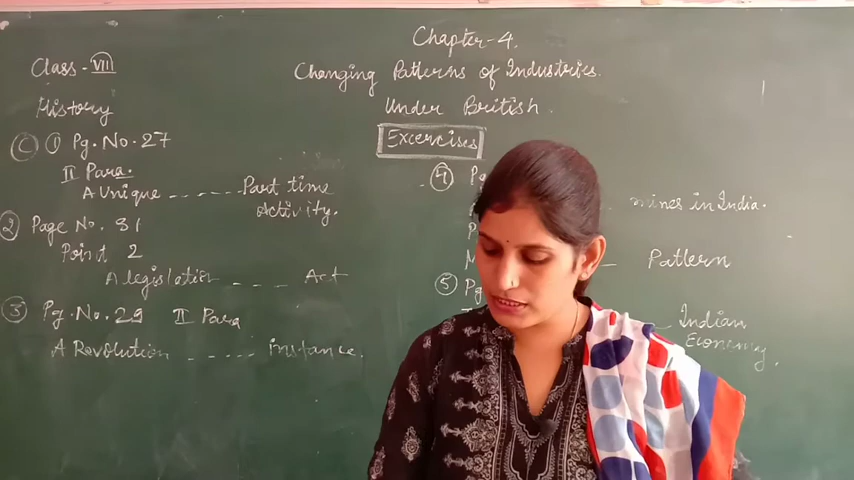 Chapter-4.
Class-VII
Changing Patterns of Industries.
Under British.
History
Excercises
C 1 Pg. No. 27
II Para.
A Unique ------ Part time
activity.
2 Page No. 31
Point 2
A legislation ----- Act
3 Pg. No. 29 II Para
A Revolution ------ instance.
4
mines in India.
Pattern
5
Indian
Economy.